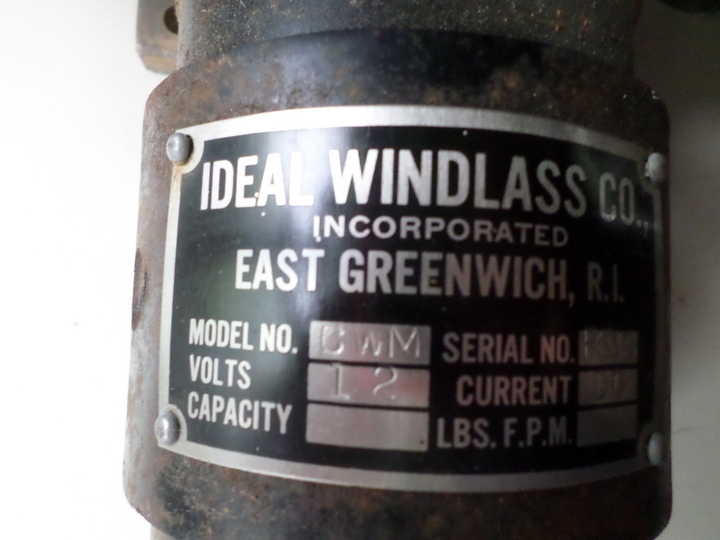 IDEAL WINDLASS CO.,
INCORPORATED
EAST GREENWICH, R.I.
MODEL NO. CWM SERIAL NO.
VOLTS 12 CURRENT
CAPACITY LBS. F.P.M.